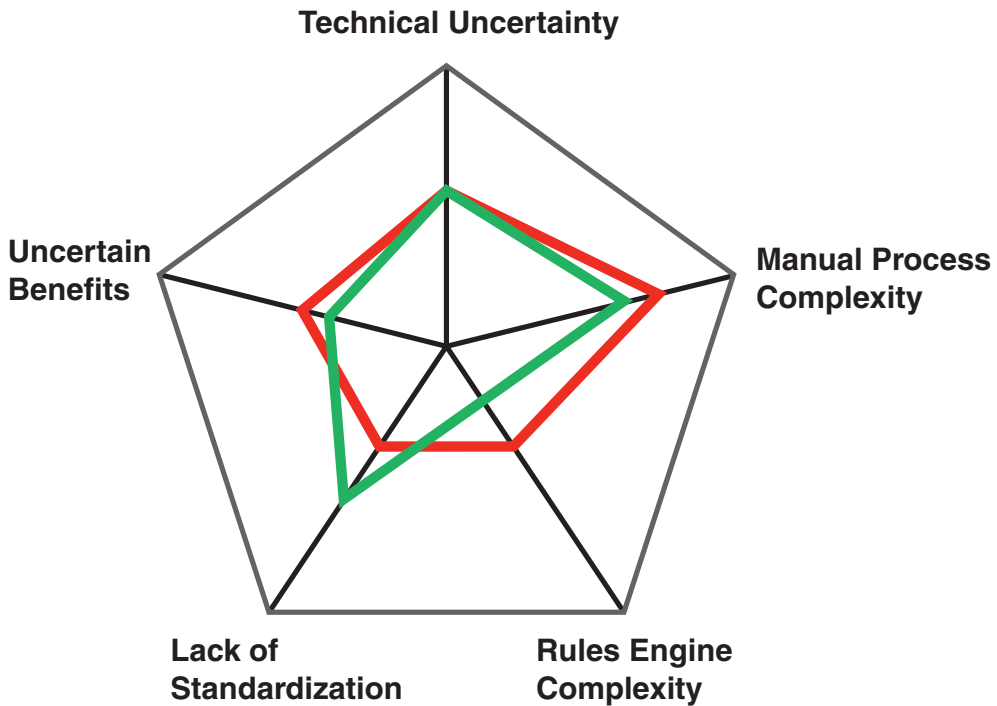 Technical Uncertainty
Uncertain
Benefits
Manual Process
Complexity
Lack of
Standardization
Rules Engine
Complexity